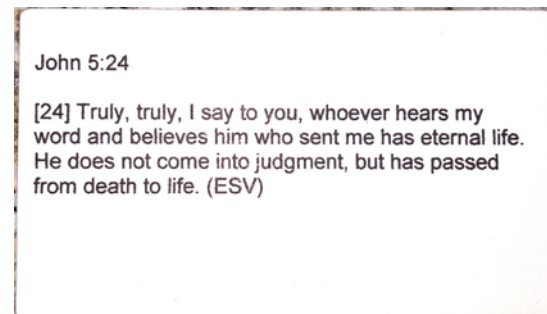 John 5:24
[24] Truly, truly, I say to you, whoever hears my
word and believes him who sent me has eternal life.
He does not come into judgment, but has passed
from death to life. (ESV)